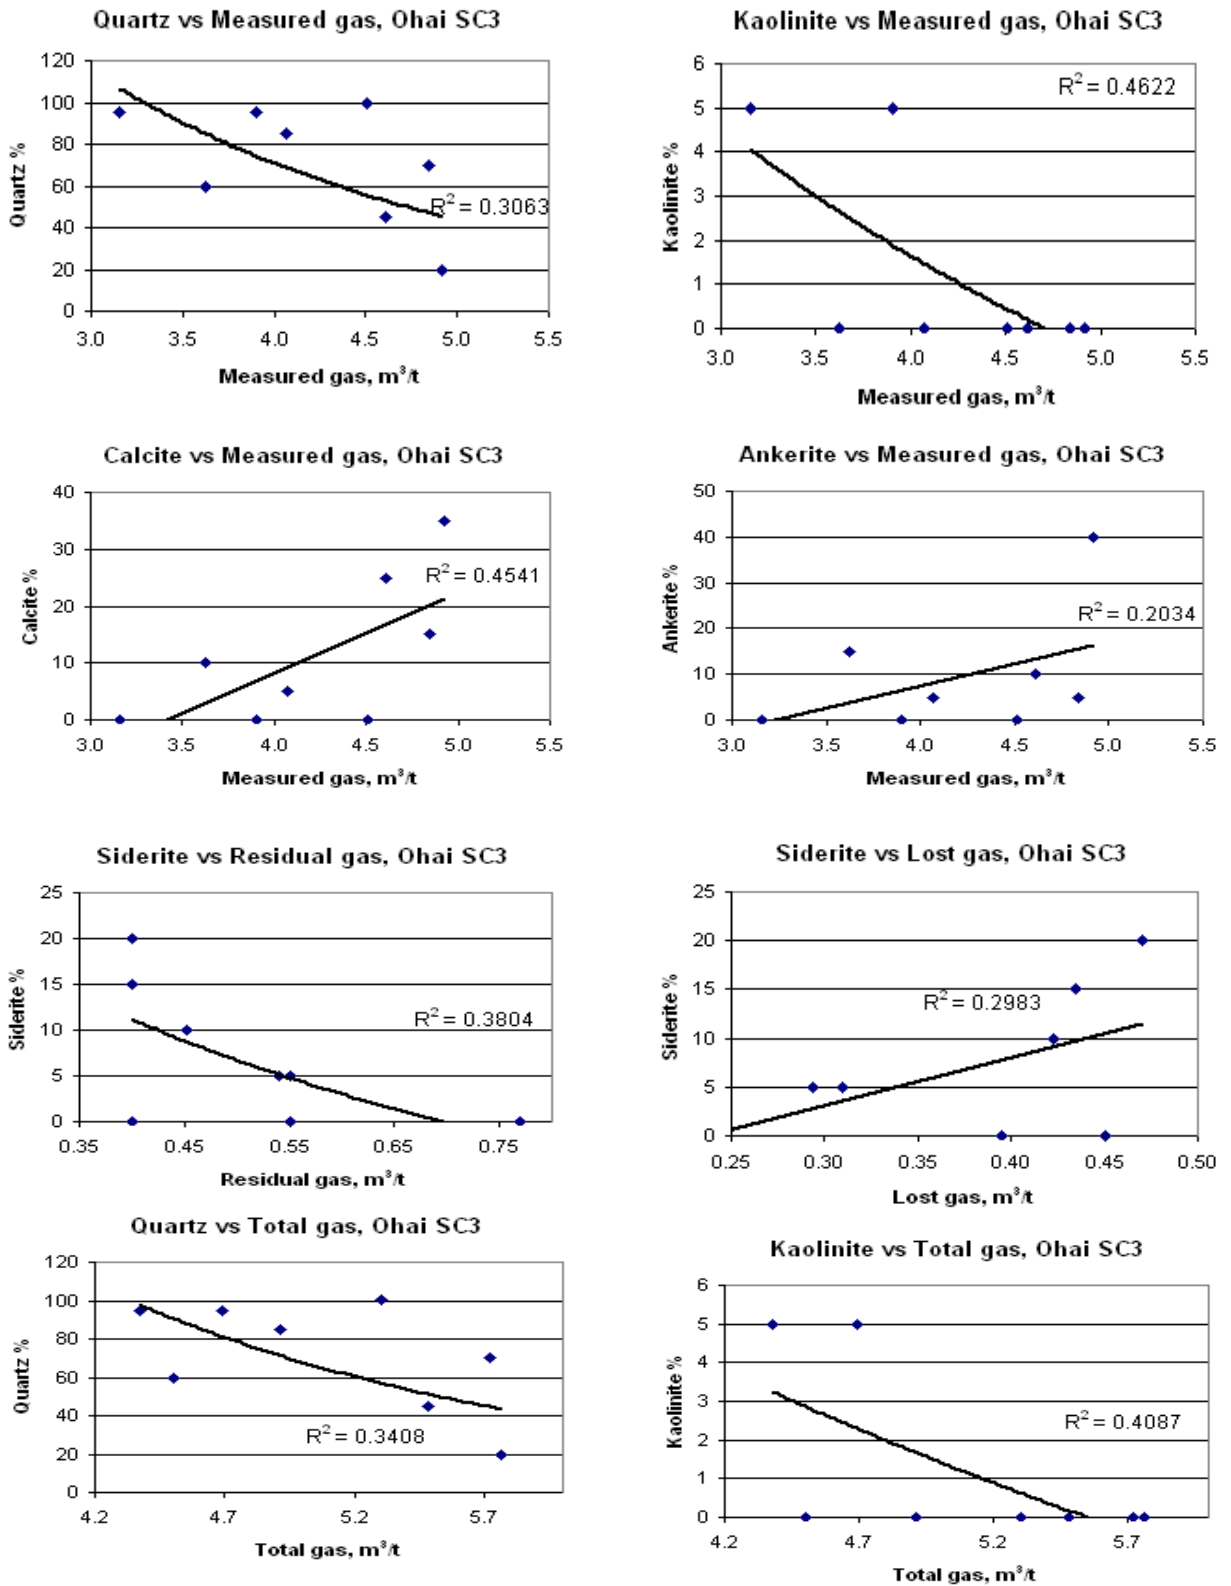 Quartz vs Measured gas, Ohai SC3
120
100
80
60
40
20
0
Quartz %
R² = 0.3063
3.0 3.5 4.0 4.5 5.0 5.5
Measured gas, m³/t
Kaolinite vs Measured gas, Ohai SC3
6
5
4
3
2
1
0
Kaolinite %
R² = 0.4622
3.0 3.5 4.0 4.5 5.0 5.5
Measured gas, m³/t
Calcite vs Measured gas, Ohai SC3
40
30
20
10
0
Calcite %
R² = 0.4541
3.0 3.5 4.0 4.5 5.0 5.5
Measured gas, m³/t
Ankerite vs Measured gas, Ohai SC3
50
40
30
20
10
0
Ankerite %
R² = 0.2034
3.0 3.5 4.0 4.5 5.0 5.5
Measured gas, m³/t
Siderite vs Residual gas, Ohai SC3
25
20
15
10
5
0
Siderite %
R² = 0.3804
0.35 0.45 0.55 0.65 0.75
Residual gas, m³/t
Siderite vs Lost gas, Ohai SC3
25
20
15
10
5
0
Siderite %
R² = 0.2983
0.25 0.30 0.35 0.40 0.45 0.50
Lost gas, m³/t
Quartz vs Total gas, Ohai SC3
120
100
80
60
40
20
0
Quartz %
R² = 0.3408
4.2 4.7 5.2 5.7
Total gas, m³/t
Kaolinite vs Total gas, Ohai SC3
6
5
4
3
2
1
0
Kaolinite %
R² = 0.4087
4.2 4.7 5.2 5.7
Total gas, m³/t